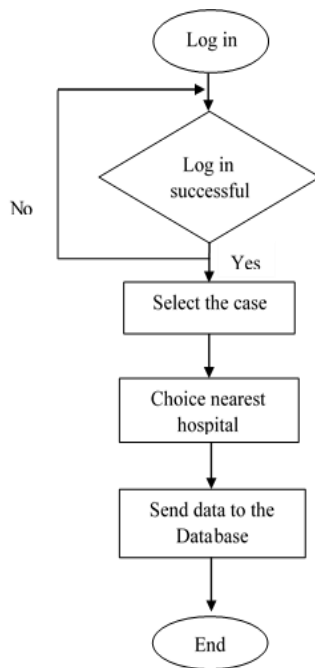 Log in
Log in
successful
No
Yes
Select the case
Choice nearest
hospital
Send data to the
Database
End